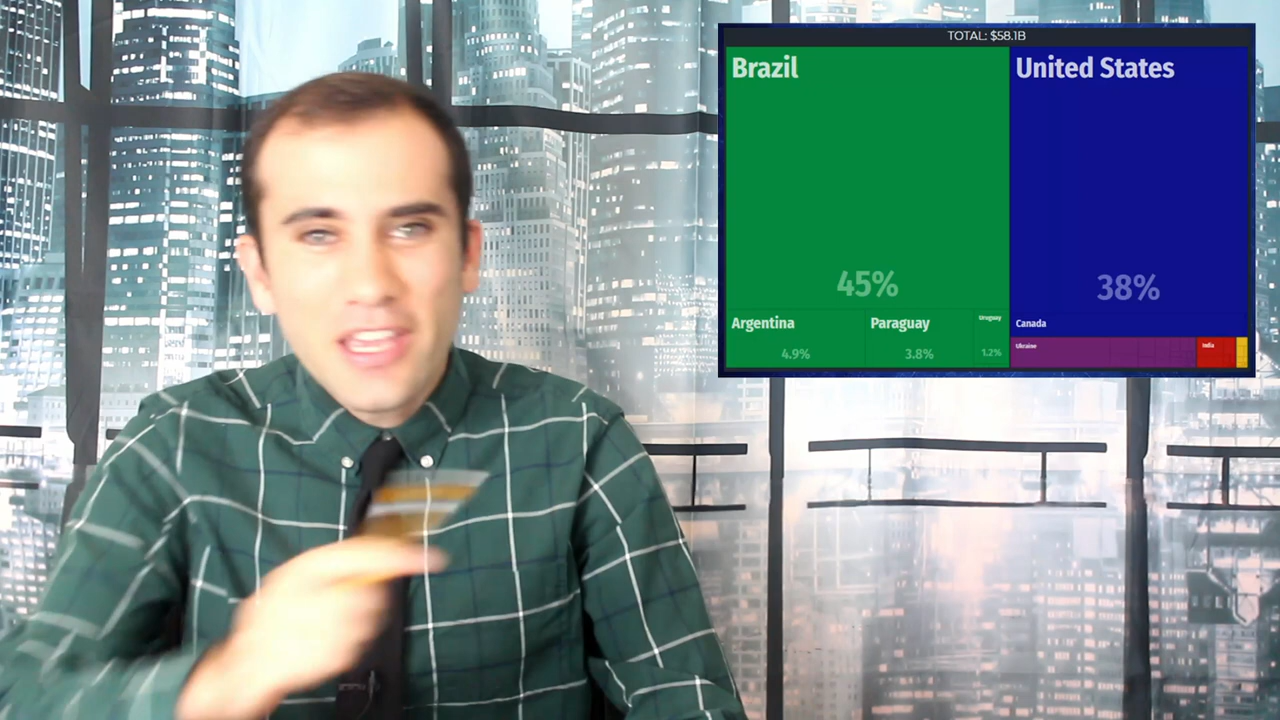 TOTAL: $58.1B
Brazil
United States
45%
38%
Argentina
Paraguay
Uruguay
Canada
4.9%
3.8%
1.2%
Ukraine
India